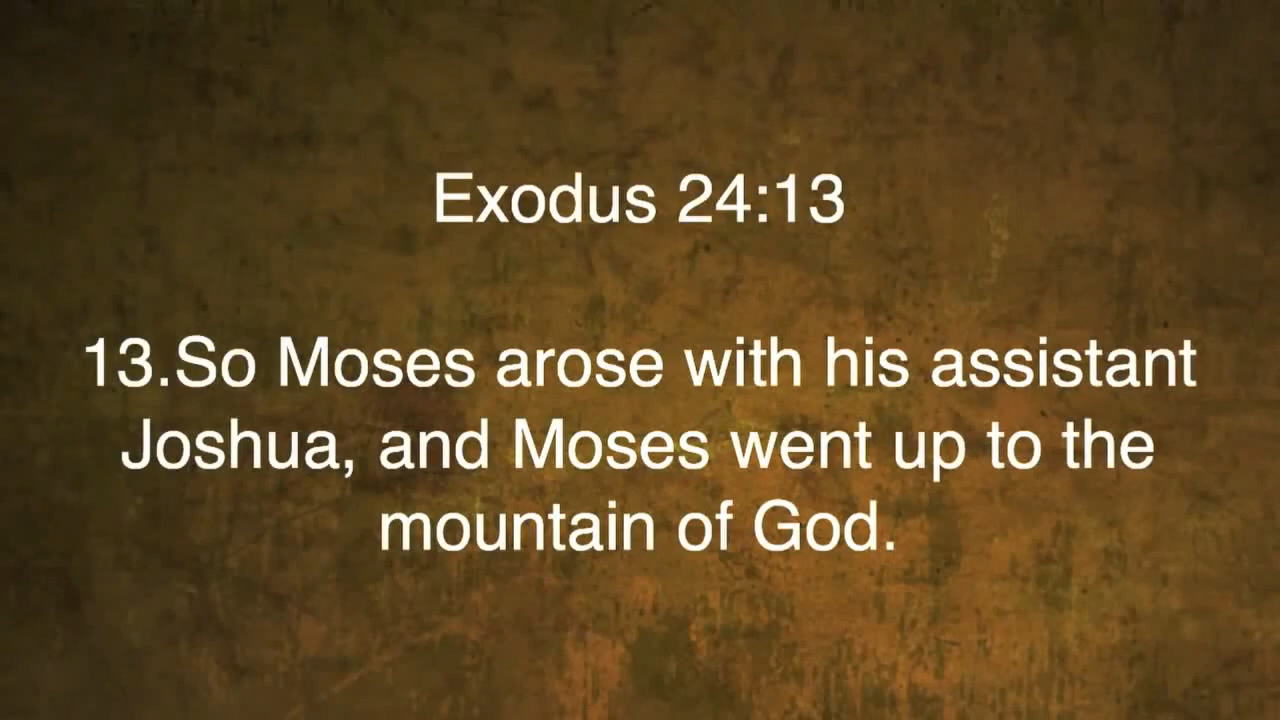 Exodus 24:13
13.So Moses arose with his assistant
Joshua, and Moses went up to the
mountain of God.